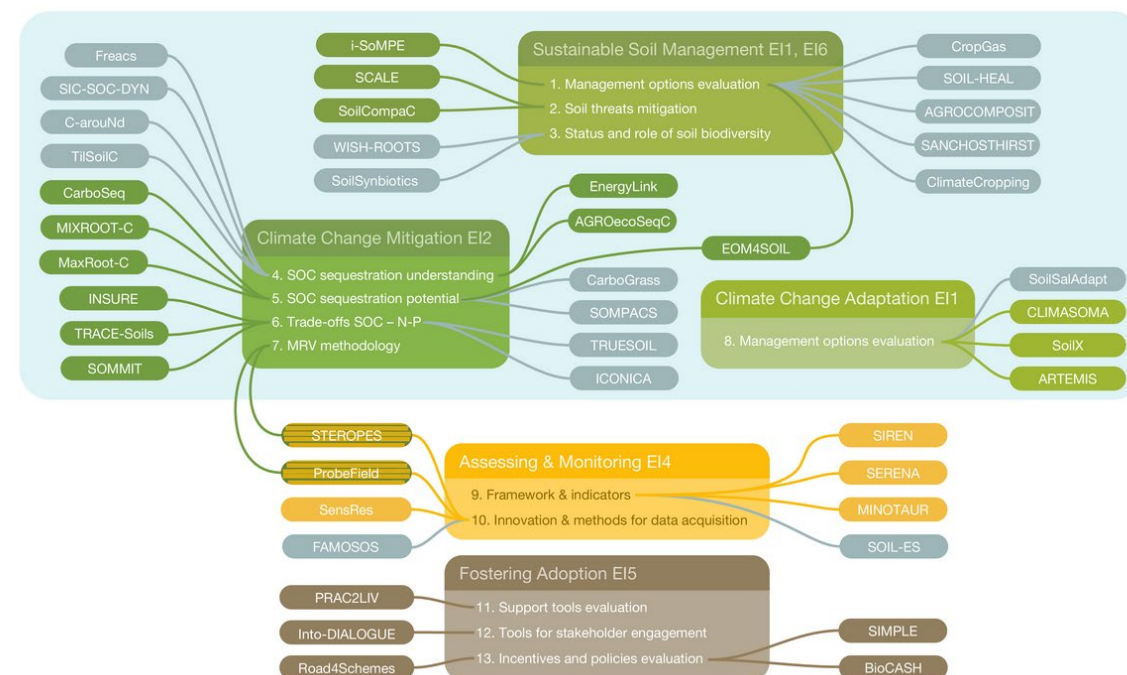 Freacs
SIC-SOC-DYN
C-arouNd
TilSoilC
CarboSeq
MIXROOT-C
MaxRoot-C
INSURE
TRACE-Soils
SOMMIT
i-SoMPE
SCALE
SoilCompaC
WISH-ROOTS
SoilSynbiotics
Sustainable Soil Management EI1, EI6
1. Management options evaluation
2. Soil threats mitigation
3. Status and role of soil biodiversity
CropGas
SOIL-HEAL
AGROCOMPOSIT
SANCHOSTHIRST
ClimateCropping
EnergyLink
AGROecoSeqC
EOM4SOIL
Climate Change Mitigation EI2
4. SOC sequestration understanding
5. SOC sequestration potential
6. Trade-offs SOC – N-P
7. MRV methodology
CarboGrass
SOMPACS
TRUESOIL
ICONICA
Climate Change Adaptation EI1
8. Management options evaluation
SoilSalAdapt
CLIMASOMA
SoilX
ARTEMIS
STEROPES
ProbeField
SensRes
FAMOSOS
Assessing & Monitoring EI4
9. Framework & indicators
10. Innovation & methods for data acquisition
SIREN
SERENA
MINOTAUR
SOIL-ES
Fostering Adoption EI5
11. Support tools evaluation
12. Tools for stakeholder engagement
13. Incentives and policies evaluation
PRAC2LIV
Into-DIALOGUE
Road4Schemes
SIMPLE
BioCASH